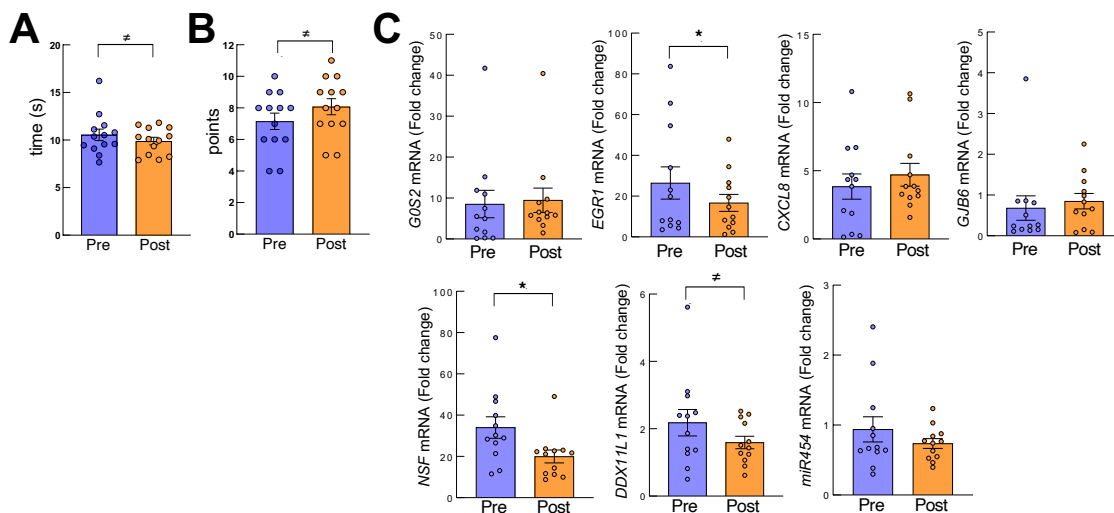 A
≠
time (s)
20
15
10
5
0
Pre
Post
B
≠
points
12
10
8
6
4
2
0
Pre
Post
C
G0S2 mRNA (Fold change)
50
40
30
20
10
0
Pre
Post
*
EGR1 mRNA (Fold change)
100
80
60
40
20
0
Pre
Post
CXCL8 mRNA (Fold change)
15
10
5
0
Pre
Post
GJB6 mRNA (Fold change)
5
4
3
2
1
0
Pre
Post
*
NSF mRNA (Fold change)
100
80
60
40
20
0
Pre
Post
≠
DDX11L1 mRNA (Fold change)
6
4
2
0
Pre
Post
miR454 mRNA (Fold change)
3
2
1
0
Pre
Post